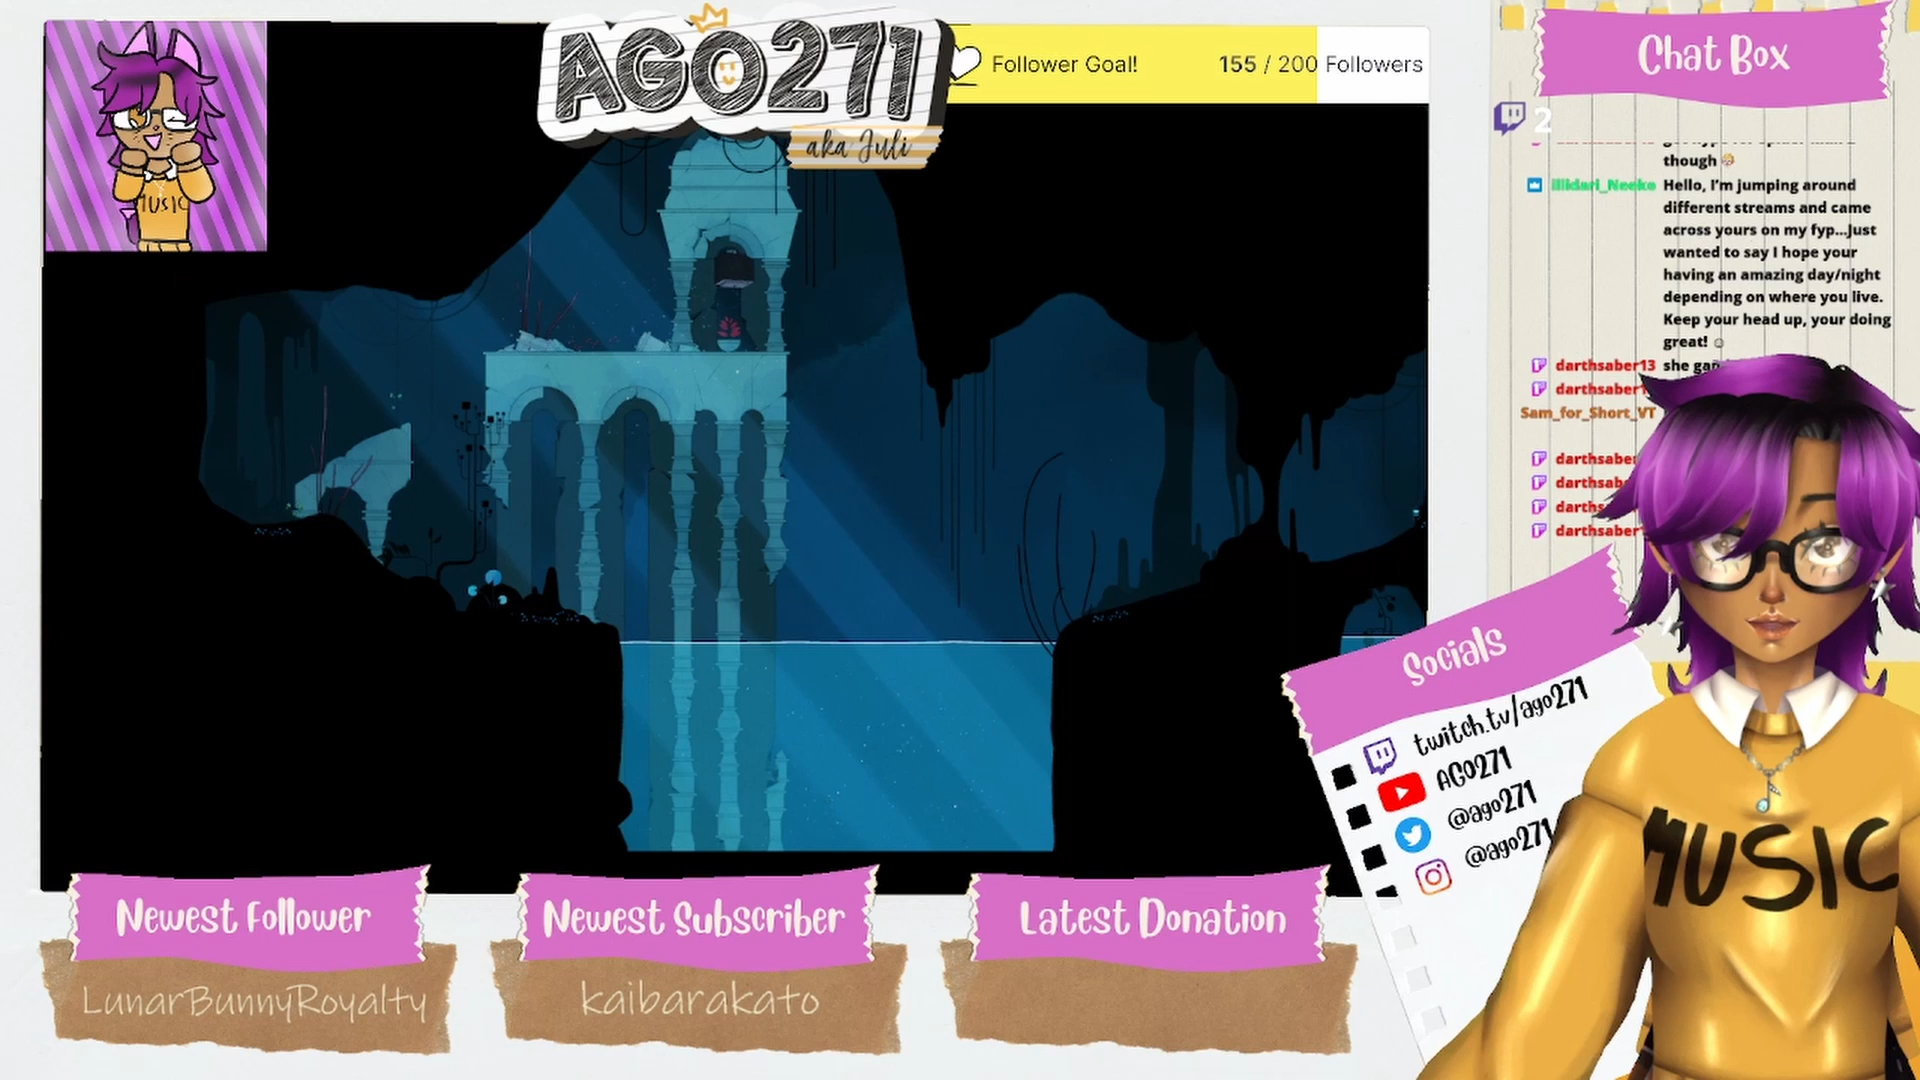 AGO271
aka Juli
Follower Goal!
155 / 200 Followers
Chat Box
2
though
Hello, I'm jumping around
different streams and came
across yours on my fyp...Just
wanted to say I hope your
having an amazing day/night
depending on where you live.
Keep your head up, your doing
great!
darthsaber13 she
Sam_for_Short_VT
MUSIC
Socials
twitch.tv/ago271
AGO271
@ago271
@ago271
MUSIC
Newest Follower
LunarBunnyRoyalty
Newest Subscriber
kaibarakato
Latest Donation